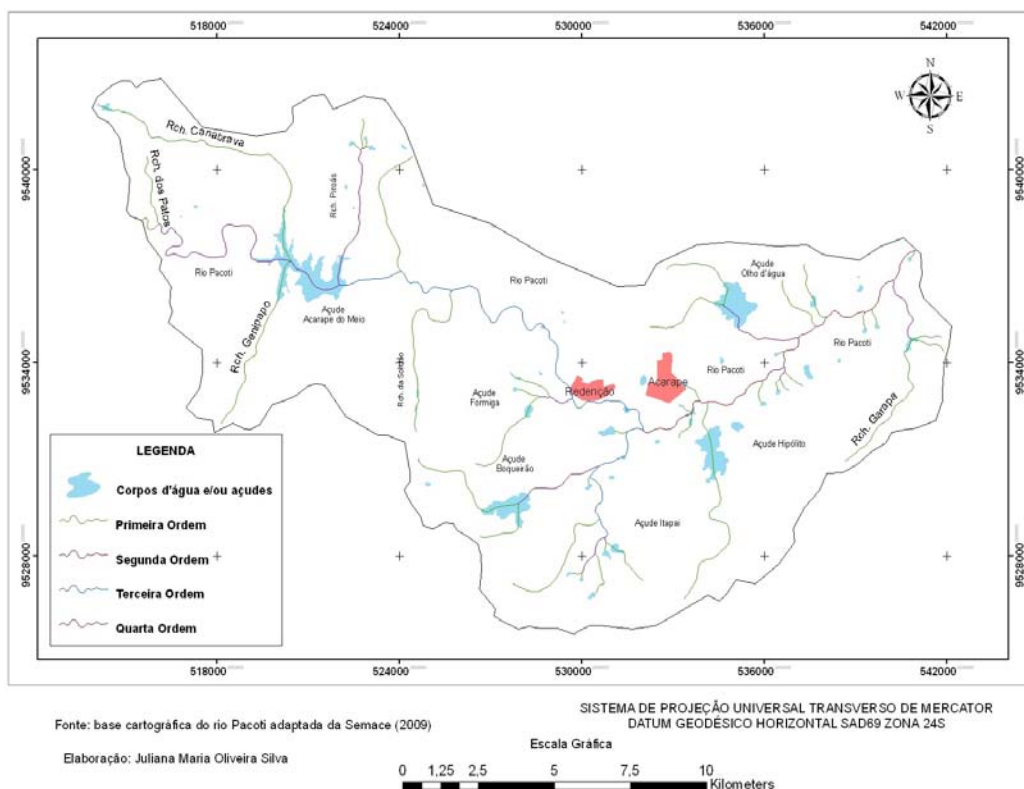 518000 524000 530000 536000 542000
N
W E
S
Rch. Canabrava
Rch. dos Patos
Rch. Piroás
9540000 9540000
Rio Pacoti
Rio Pacoti
Açude
Olho d'água
Açude
Acarape do Meio
Rch. Genipapo
Rio Pacoti
9534000 9534000
Rio Pacoti
Redenção
Acarape
Açude
Formiga
Rch. Garapa
Açude Hipólito
Açude
Boqueirão
Açude Itapai
9528000 9528000
LEGENDA
Corpos d'água e/ou açudes
Primeira Ordem
Segunda Ordem
Terceira Ordem
Quarta Ordem
518000 524000 530000 536000 542000
Fonte: base cartográfica do rio Pacoti adaptada da Semace (2009)
Elaboração: Juliana Maria Oliveira Silva
SISTEMA DE PROJEÇÃO UNIVERSAL TRANSVERSO DE MERCATOR
DATUM GEODÉSICO HORIZONTAL SAD69 ZONA 24S
Escala Gráfica
0 1,25 2,5 5 7,5 10
Kilometers